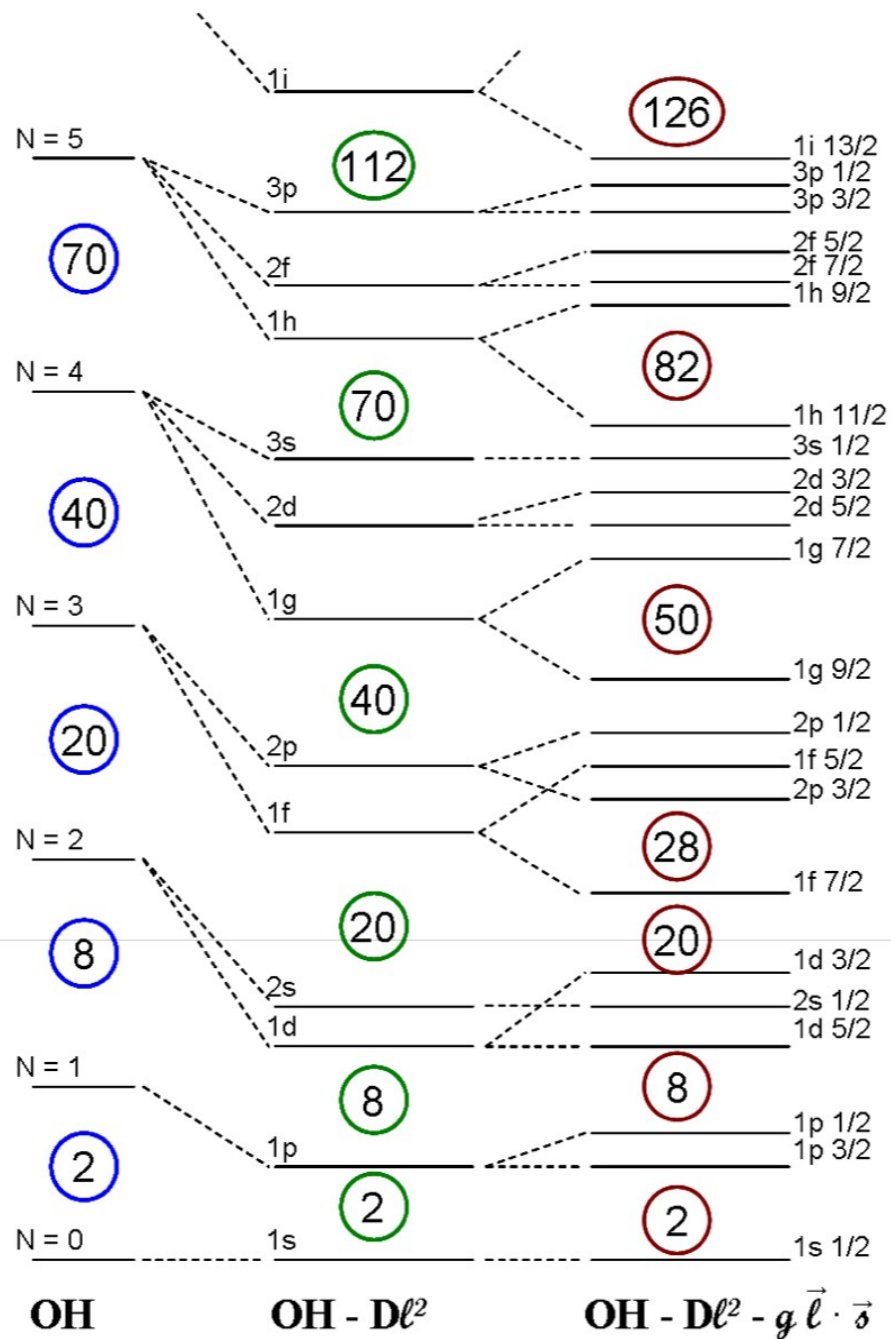 1i
126
N = 5
112
1i 13/2
3p 1/2
3p
3p 3/2
70
2f 5/2
2f
2f 7/2
1h 9/2
1h
N = 4
82
70
1h 11/2
3s
3s 1/2
2d 3/2
40
2d
2d 5/2
1g 7/2
N = 3
1g
50
1g 9/2
40
2p 1/2
20
2p
1f 5/2
2p 3/2
1f
N = 2
28
1f 7/2
20
20
8
1d 3/2
2s
2s 1/2
1d
1d 5/2
N = 1
8
8
1p 1/2
2
1p
1p 3/2
2
2
N = 0
1s
1s 1/2
OH OH - Dℓ² OH - Dℓ² - g ℓ⃗ · s⃗